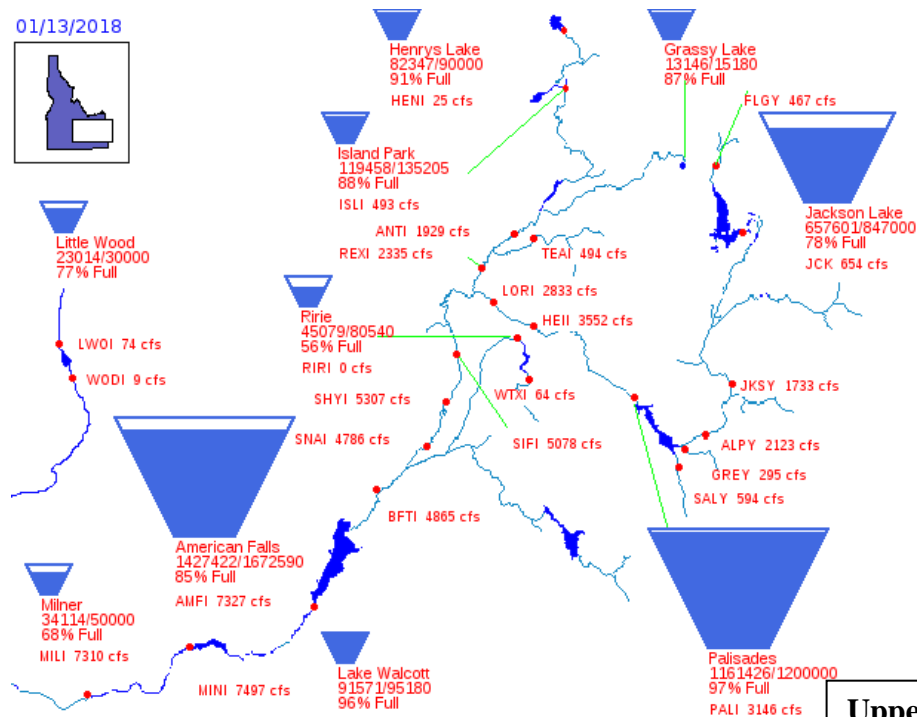 01/13/2018
Henrys Lake
82347/90000
91% Full
HENI 25 cfs
Grassy Lake
13146/15180
87% Full
FLGY 467 cfs
Island Park
119458/135205
88% Full
ISLI 493 cfs
Jackson Lake
657601/847000
78% Full
JCK 654 cfs
Little Wood
23014/30000
77% Full
ANTI 1929 cfs
REXI 2335 cfs
TEAI 494 cfs
LORI 2833 cfs
HEII 3552 cfs
Ririe
45079/80540
56% Full
RIRI 0 cfs
LWOI 74 cfs
WODI 9 cfs
WTXI 64 cfs
JKSY 1733 cfs
SHYI 5307 cfs
SNAI 4786 cfs
SIFI 5078 cfs
ALPY 2123 cfs
GREY 295 cfs
SALY 594 cfs
BFTI 4865 cfs
American Falls
1427422/1672590
85% Full
AMFI 7327 cfs
Milner
34114/50000
68% Full
MILI 7310 cfs
MINI 7497 cfs
Lake Walcott
91571/95180
96% Full
Palisades
1161426/1200000
97% Full
PALI 3146 cfs
Uppe